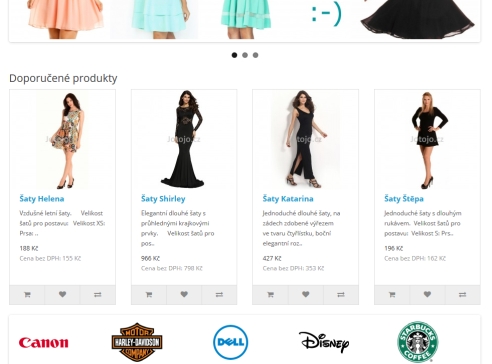 :-)
Doporučené produkty
Šaty Helena
Vzdušné letní šaty. Velikost
šatů pro postavu: Velikost XS:
Prsa: ..
188 Kč
Cena bez DPH: 155 Kč
Šaty Shirley
Elegantní dlouhé šaty s
průhlednými krajkovými
prvky. Velikost šatů pro
pos..
966 Kč
Cena bez DPH: 798 Kč
Šaty Katarina
Jednoduché dlouhé šaty, na
zádech zdobené výřezem
ve tvaru čtyřlístku, boční
elegantní roz..
427 Kč
Cena bez DPH: 353 Kč
Šaty Štěpa
Jednoduché šaty s dlouhým
rukávem. Velikost šatů pro
postavu: Velikost S: Prs..
196 Kč
Cena bez DPH: 162 Kč
Canon
MOTOR
HARLEY-DAVIDSON
COMPANY
DELL
Disney
STARBUCKS
COFFEE